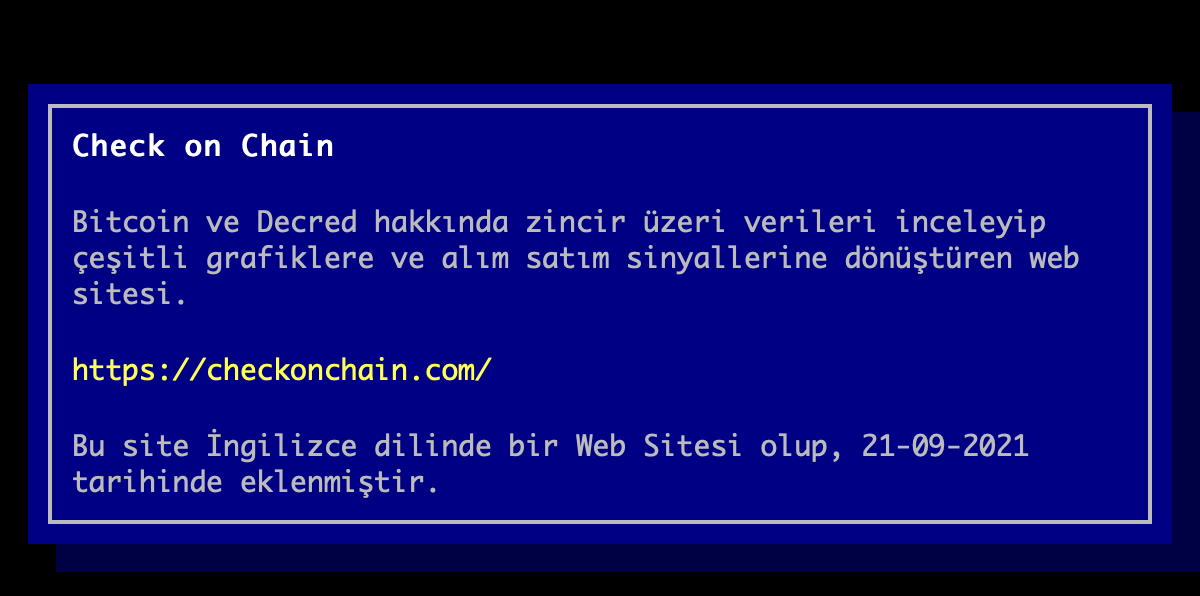 Check on Chain
Bitcoin ve Decred hakkında zincir üzeri verileri inceleyip
çeşitli grafiklere ve alım satım sinyallerine dönüştüren web
sitesi.
https://checkonchain.com/
Bu site İngilizce dilinde bir Web Sitesi olup, 21-09-2021
tarihinde eklenmiştir.